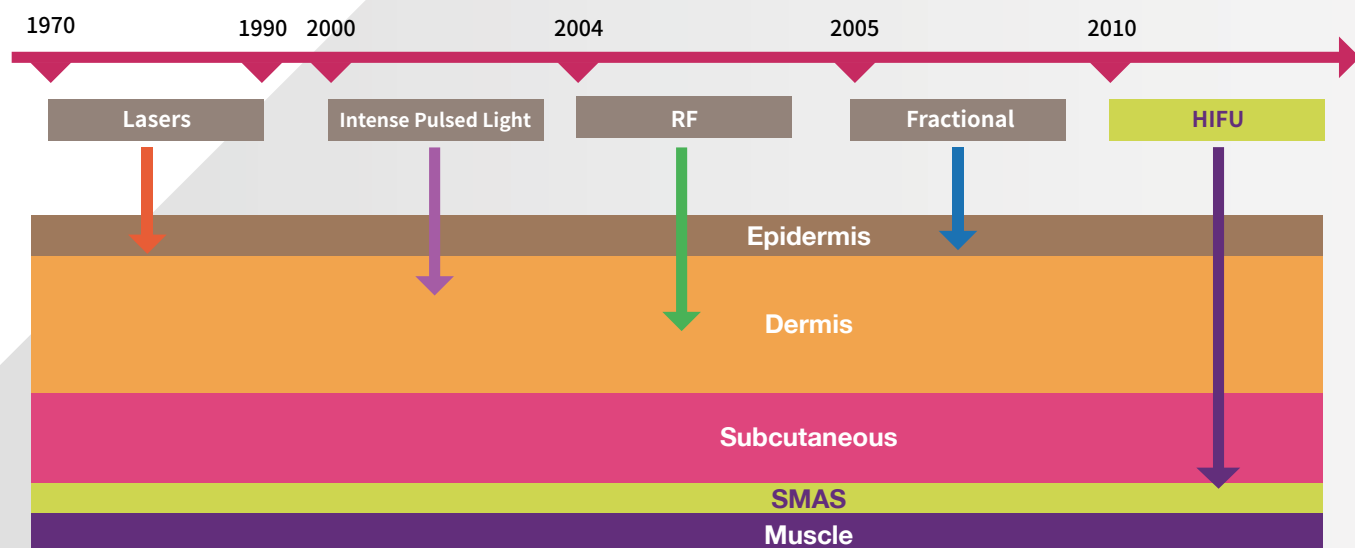 1970 1990 2000 2004 2005 2010
Lasers Intense Pulsed Light RF Fractional HIFU
Epidermis
Dermis
Subcutaneous
SMAS
Muscle